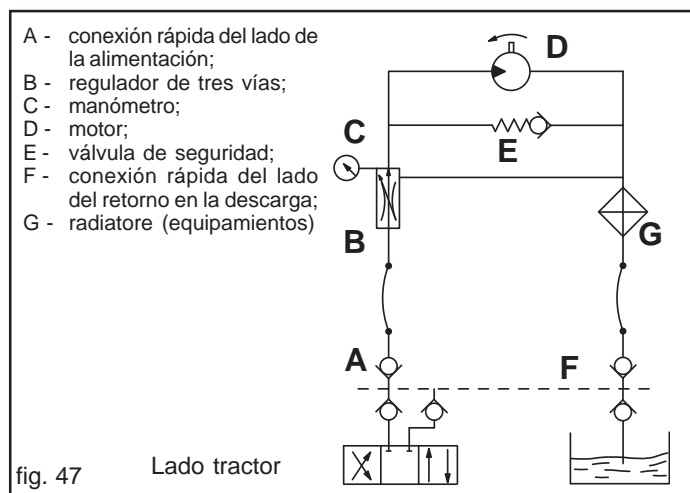 A - conexión rápida del lado de
la alimentación;
B - regulador de tres vías;
C - manómetro;
D - motor;
E - válvula de seguridad;
F - conexión rápida del lado
del retorno en la descarga;
G - radiatore (equipamientos)
D
C
E
B
G
A
F
fig. 47
Lado tractor